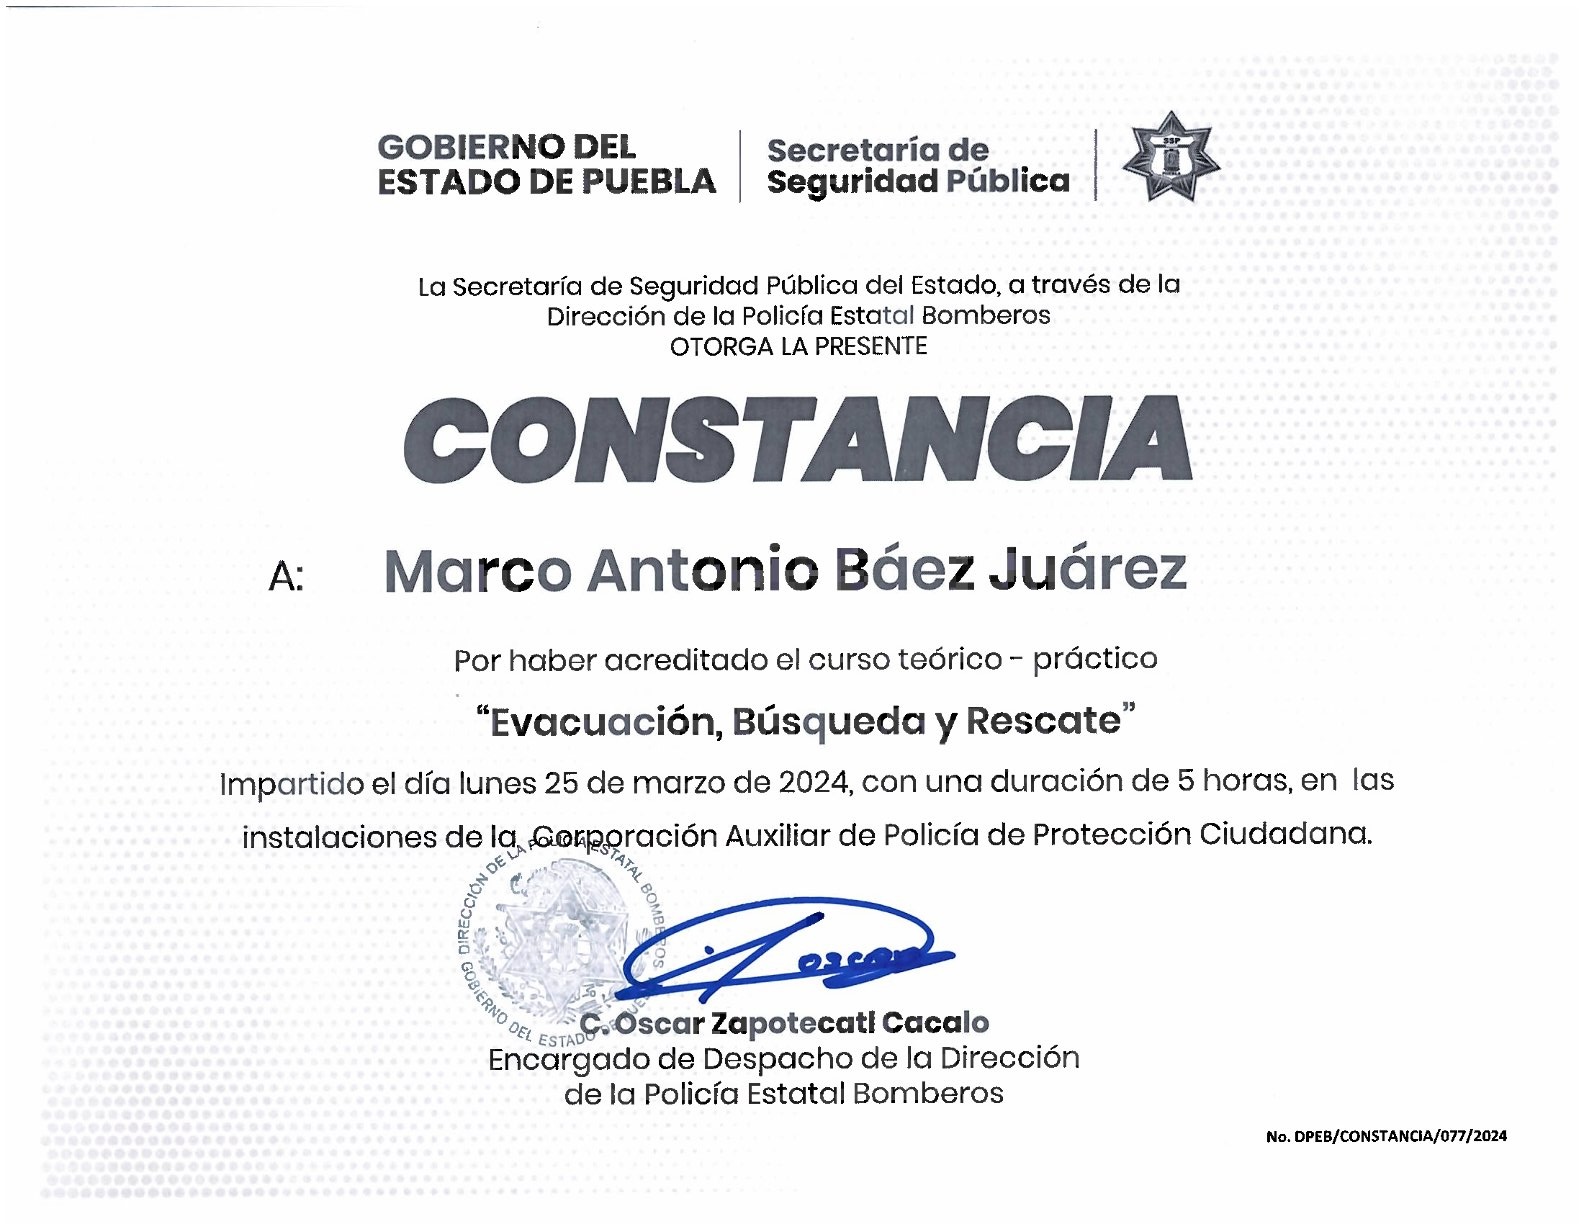 GOBIERNO DEL
ESTADO DE PUEBLA
Secretaría de
Seguridad Pública
SSP
La Secretaría de Seguridad Pública del Estado, a través de la
Dirección de la Policía Estatal Bomberos
OTORGA LA PRESENTE
CONSTANCIA
A: Marco Antonio Báez Juárez
Por haber acreditado el curso teórico - práctico
“Evacuación, Búsqueda y Rescate”
Impartido el día lunes 25 de marzo de 2024, con una duración de 5 horas, en las
instalaciones de la Corporación Auxiliar de Policía de Protección Ciudadana.
DIRECCIÓN DE LA POLICIA ESTATAL BOMBEROS
GOBIERNO DEL ESTADO DE PUEBLA
oscar
C. Oscar Zapotecatl Cacalo
Encargado de Despacho de la Dirección
de la Policía Estatal Bomberos
No. DPEB/CONSTANCIA/077/2024